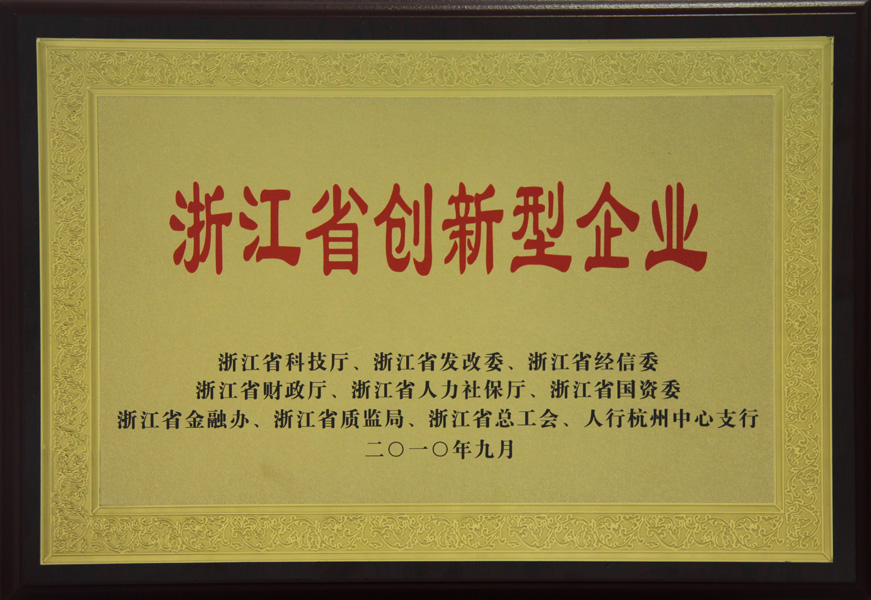 浙江省创新型企业
浙江省科技厅、浙江省发改委、浙江省经信委
浙江省财政厅、浙江省人力社保厅、浙江省国资委
浙江省金融办、浙江省质监局、浙江省总工会、人行杭州中心支行
二〇一〇年九月